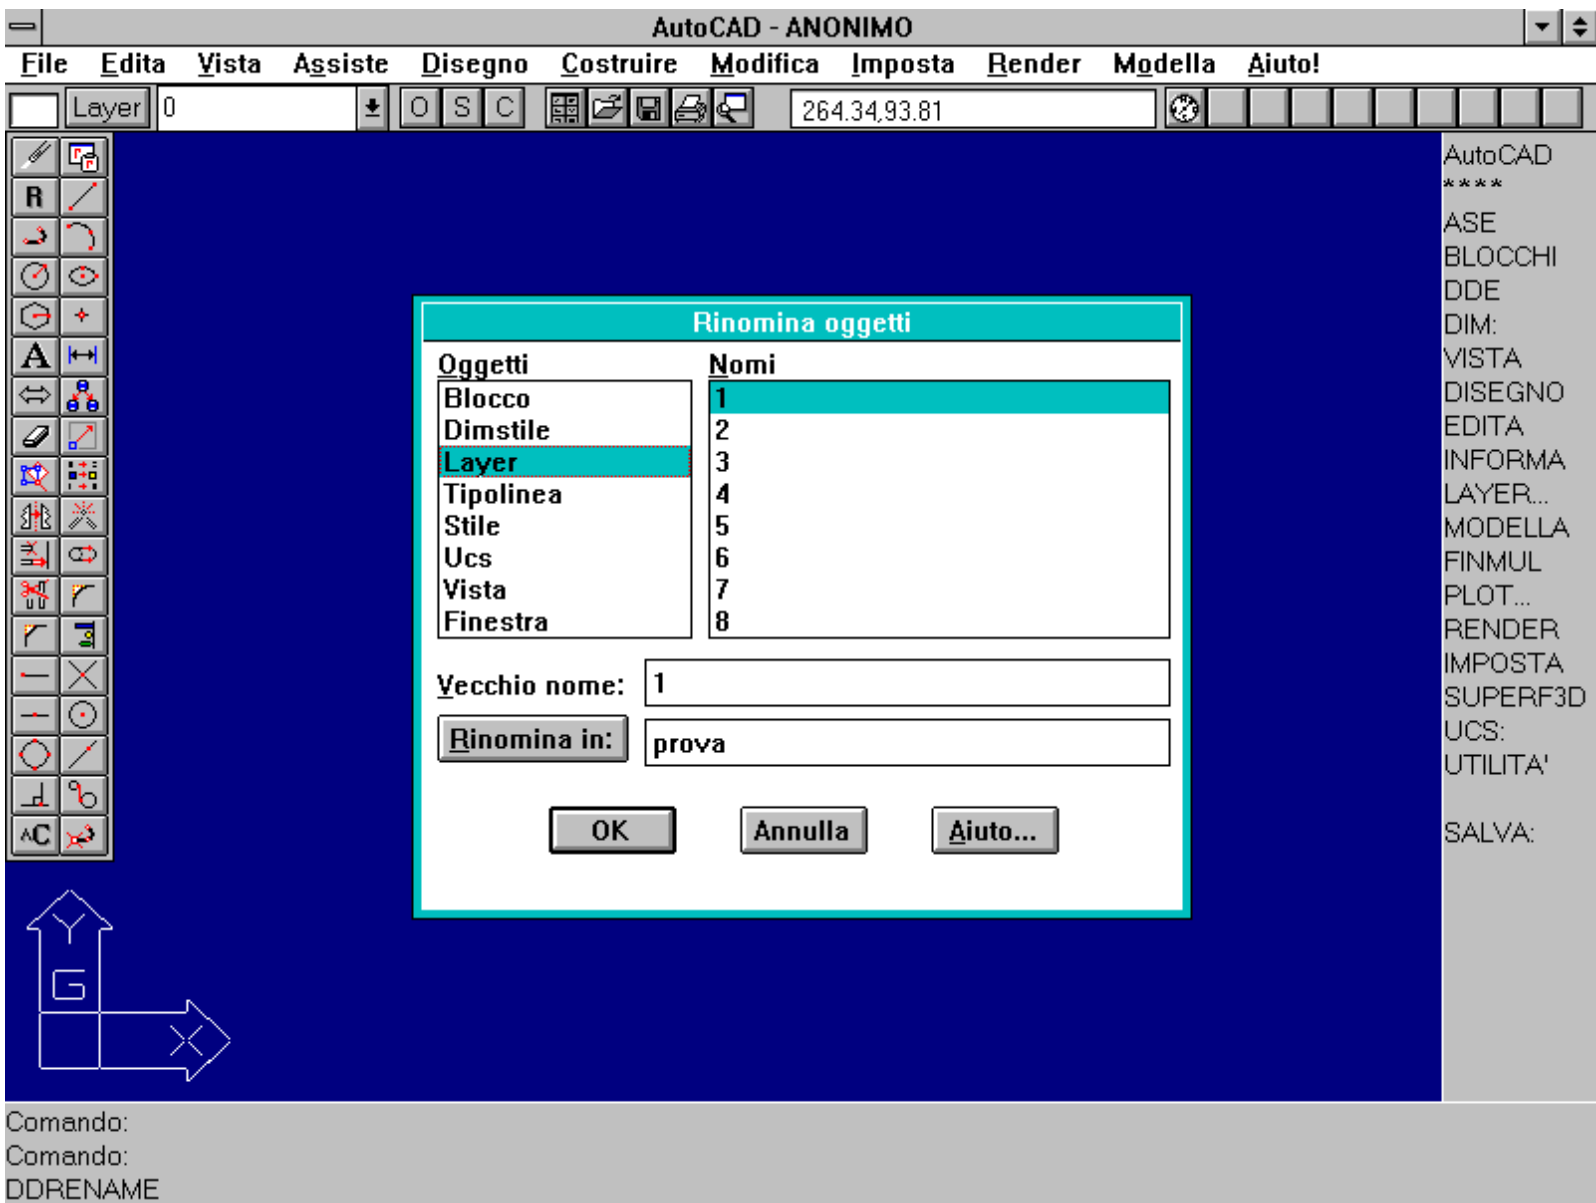 AutoCAD - ANONIMO
File Edita Vista Assiste Disegno Costruire Modifica Imposta Render Modella Aiuto!
Layer 0 O S C 264.34,93.81
R
A
AC
Rinomina oggetti
Oggetti
Blocco
Dimstile
Layer
Tipolinea
Stile
Ucs
Vista
Finestra
Nomi
1
2
3
4
5
6
7
8
Vecchio nome: 1
Rinomina in: prova
OK Annulla Aiuto...
AutoCAD
****
ASE
BLOCCHI
DDE
DIM:
VISTA
DISEGNO
EDITA
INFORMA
LAYER...
MODELLA
FINMUL
PLOT...
RENDER
IMPOSTA
SUPERF3D
UCS:
UTILITA'
SALVA:
Y
G
X
Comando:
Comando:
DDRENAME